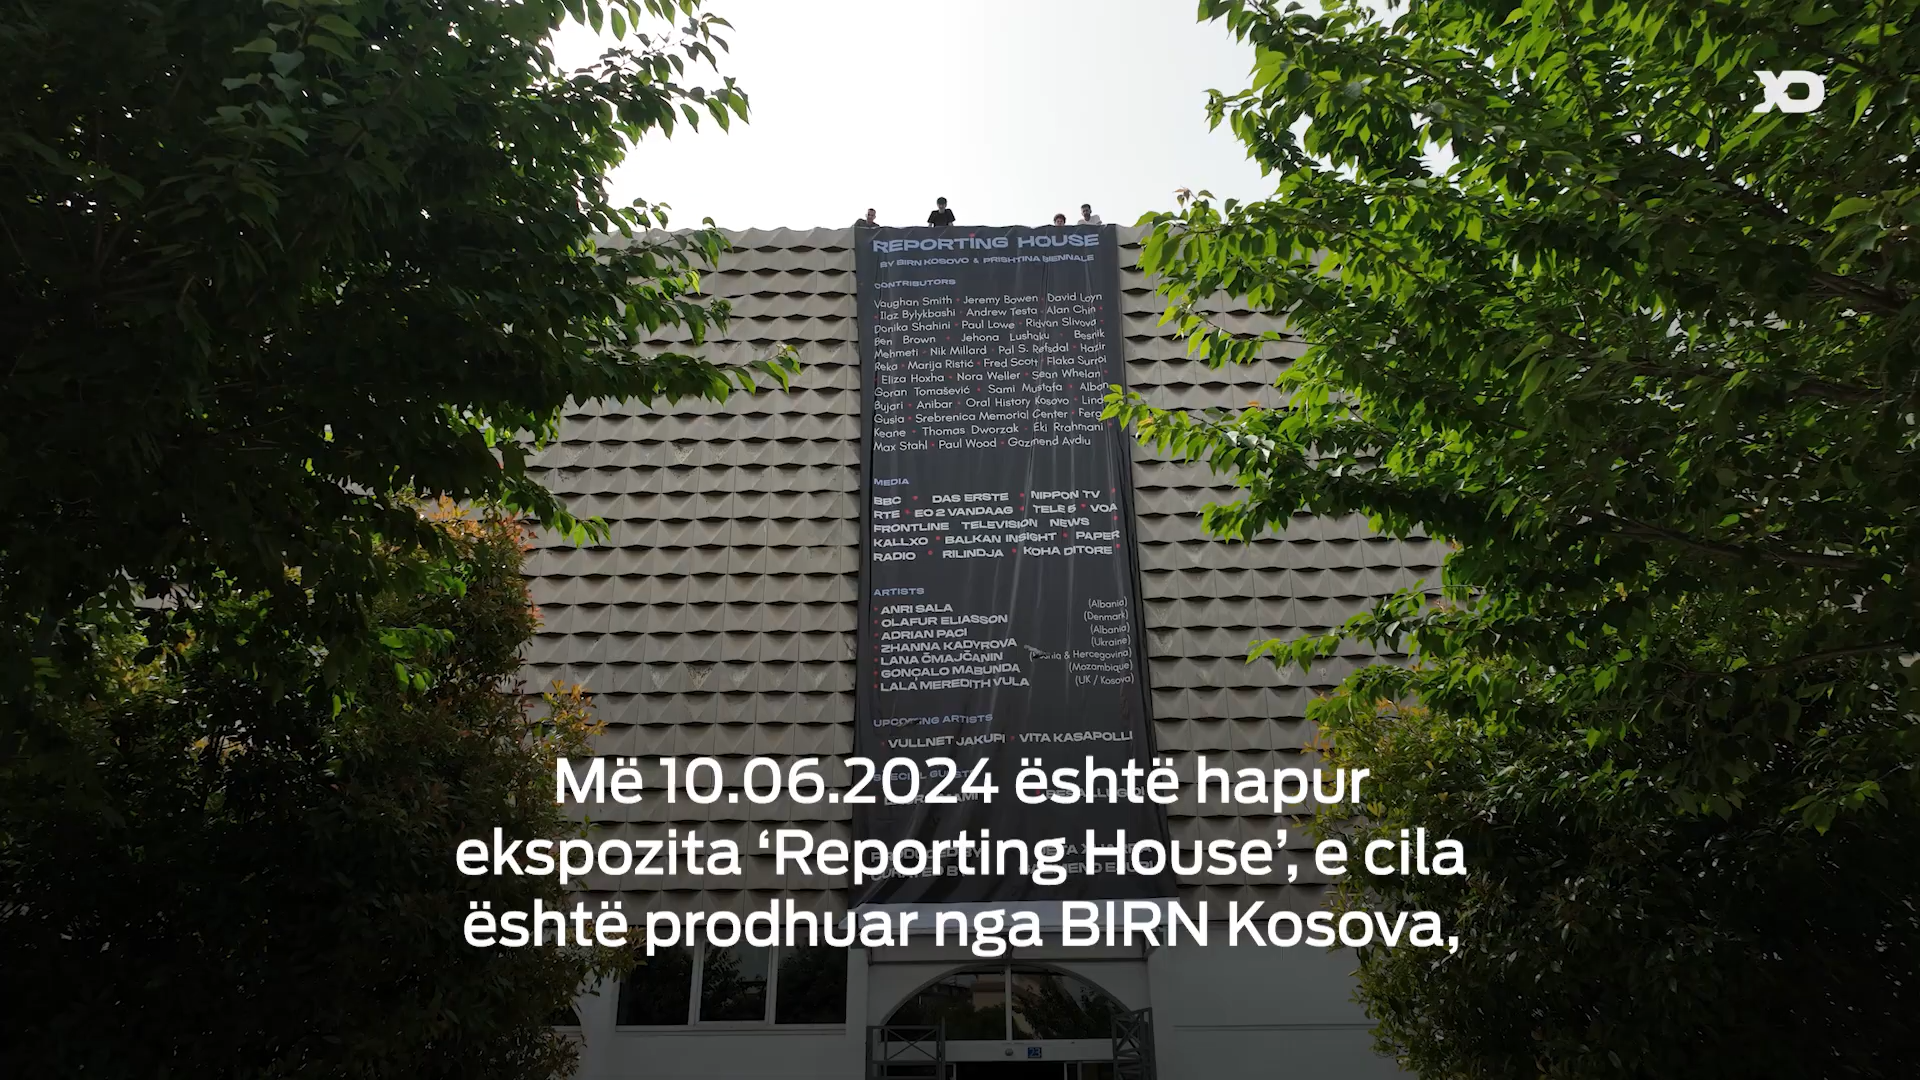 XO
REPORTING HOUSE
BY BIRN KOSOVO & PRISHTINA BIENNALE
CONTRIBUTORS
Vaughan Smith • Jeremy Bowen • David Loyn
• Ilaz Bylykbashi • Andrew Testa • Alan Chin •
Donika Shahini • Paul Lowe • Ridvan Slivova •
Ben Brown • Jehona Lushaku • Besnik
Mehmeti • Nik Millard • Pal S. Refsdal • Hazir
Reka • Marija Ristić • Fred Scott • Flaka Surroi
• Eliza Hoxha • Nora Weller • Sean Whelan •
Goran Tomašević • Sami Mustafa • Alban
Bujari • Anibar • Oral History Kosovo • Lind
Gusia • Srebrenica Memorial Center • Fergal
Keane • Thomas Dworzak • Eki Rrahmani •
Max Stahl • Paul Wood • Gazmend Avdiu
MEDIA
BBC • DAS ERSTE • NIPPON TV •
RTE • EO 2 VANDAAG • TELE 5 • VOA
FRONTLINE TELEVISION NEWS •
KALLXO • BALKAN INSIGHT • PAPER
RADIO • RILINDJA • KOHA DITORE •
ARTISTS
• ANRI SALA (Albania)
• OLAFUR ELIASSON (Denmark)
• ADRIAN PACI (Albania)
• ZHANNA KADYROVA (Ukraine)
• LANA ČMAJČANIN (Bosnia & Hercegovina)
• GONÇALO MABUNDA (Mozambique)
• LALA MEREDITH VULA (UK / Kosova)
UPCOMING ARTISTS
• VULLNET JAKUPI • VITA KASAPOLLI
Më 10.06.2024 është hapur
ekspozita ‘Reporting House’, e cila
është prodhuar nga BIRN Kosova,
23